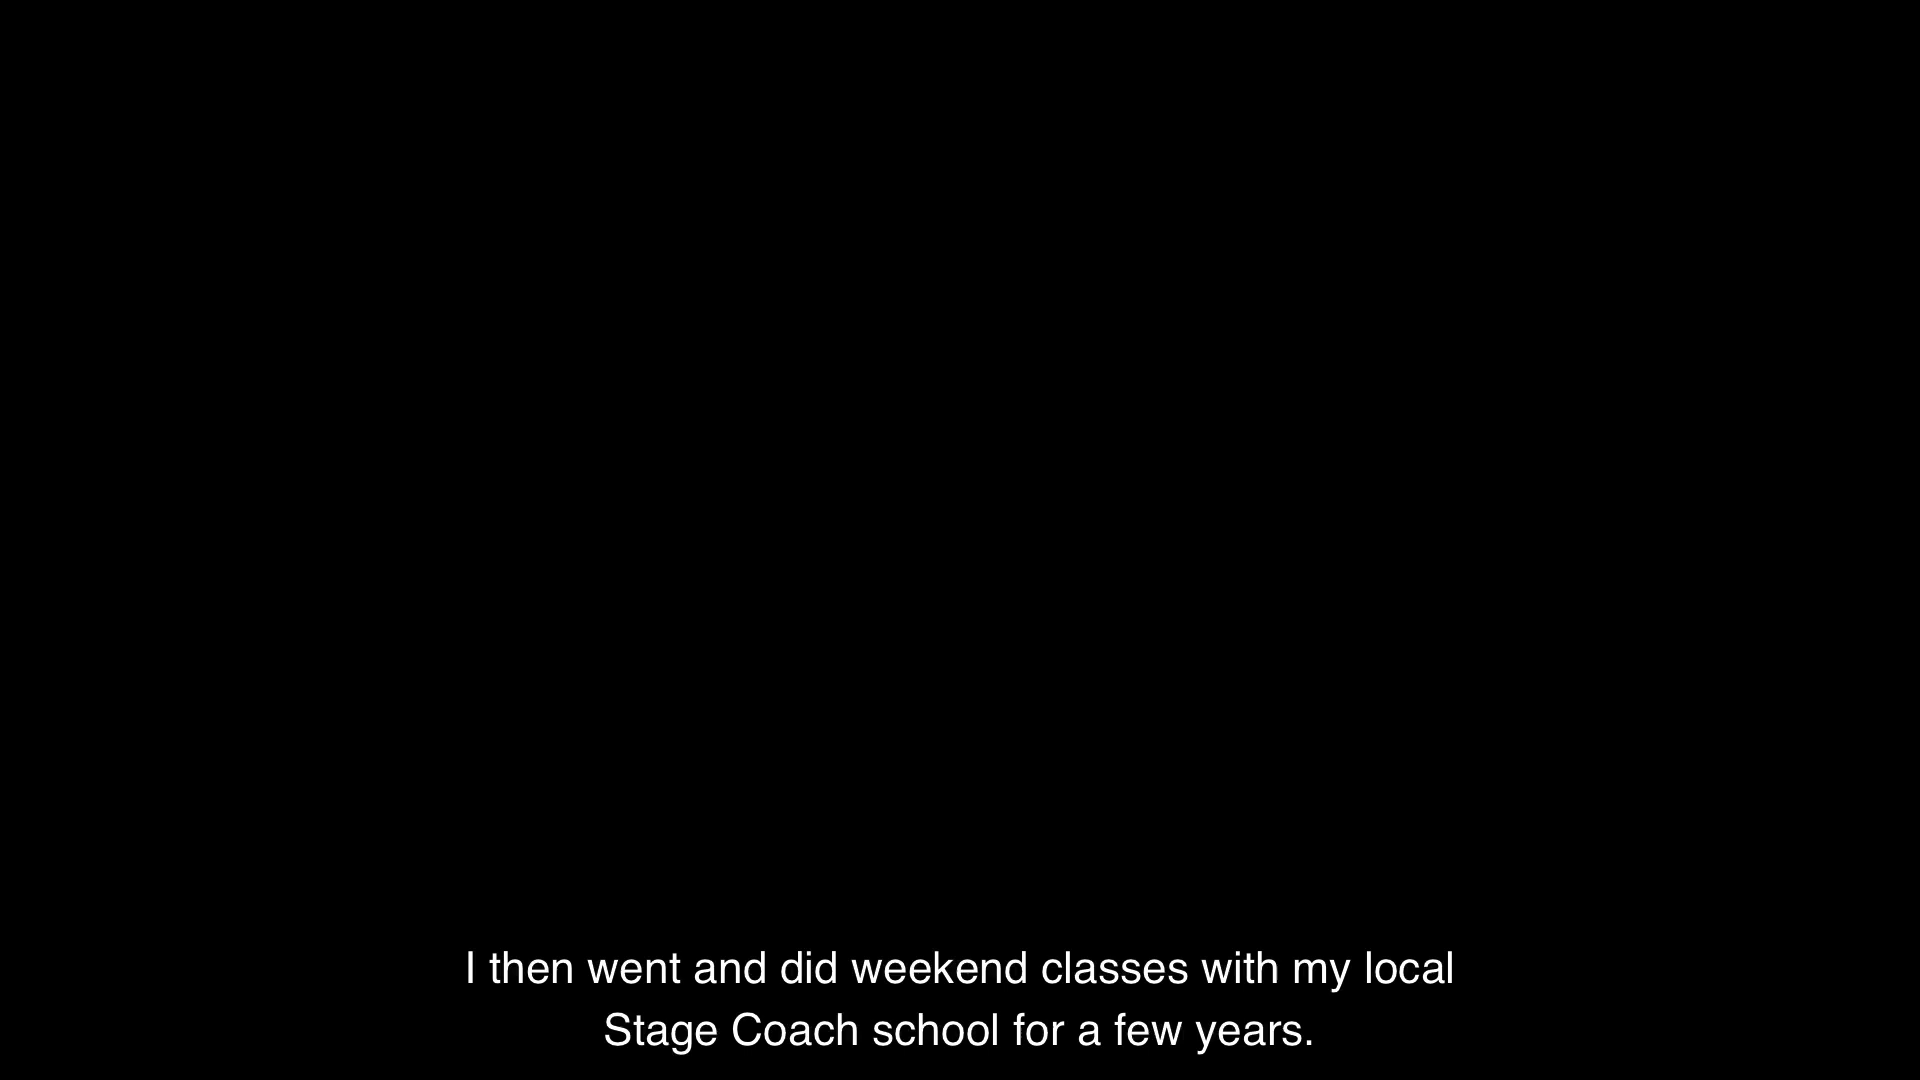 I then went and did weekend classes with my local
Stage Coach school for a few years.